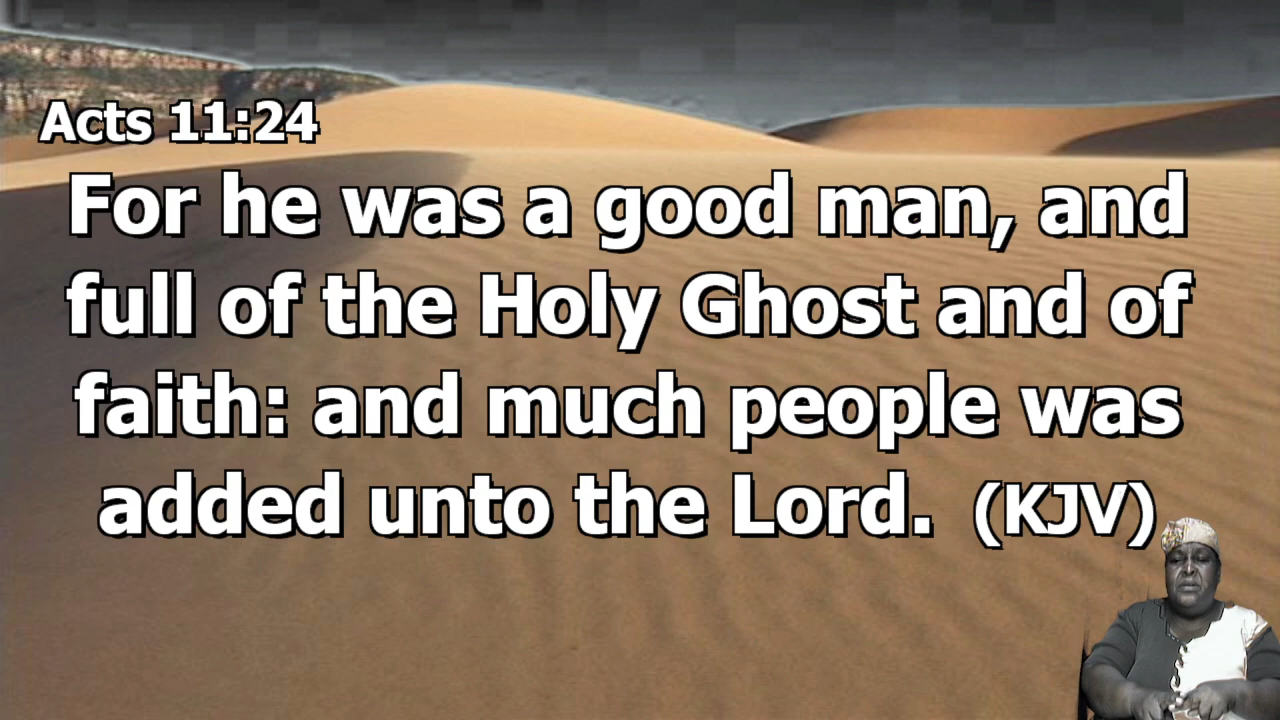 Acts 11:24
For he was a good man, and
full of the Holy Ghost and of
faith: and much people was
added unto the Lord. (KJV)